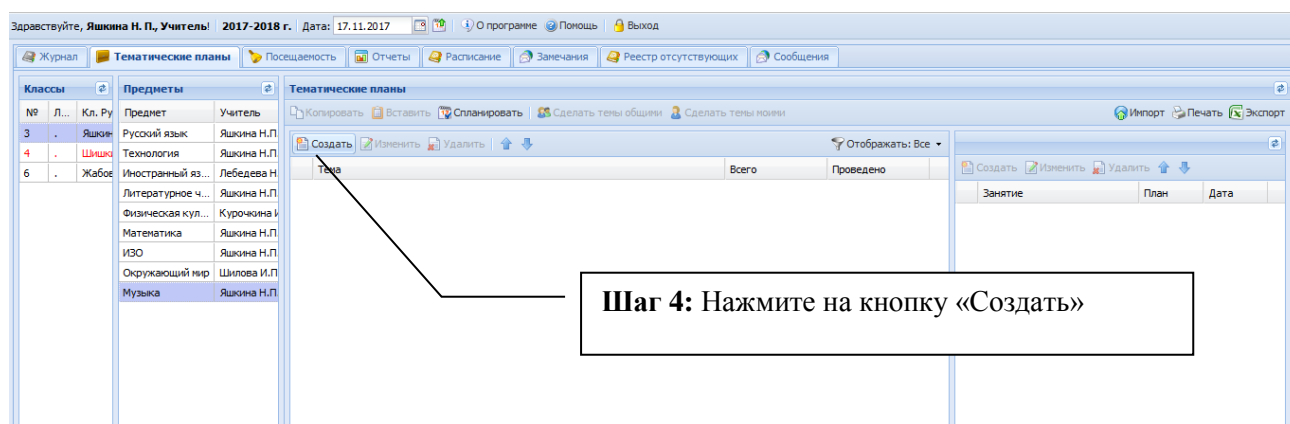 Здравствуйте, Яшкина Н. П., Учитель! 2017-2018 г. Дата: 17.11.2017 О программе Помощь Выход
Журнал Тематические планы Посещаемость Отчеты Расписание Замечания Реестр отсутствующих Сообщения
Классы Предметы Тематические планы
№ Л... Кл. Ру Предмет Учитель Копировать Вставить Спланировать Сделать темы общими Сделать темы моими Импорт Печать Экспорт
3 . Яшкин Русский язык Яшкина Н.П Создать Изменить Удалить Отображать: Все
4 . Шишки Технология Яшкина Н.П Тема Всего Проведено Создать Изменить Удалить
6 . Жабое Иностранный яз... Лебедева Н Занятие План Дата
Литературное ч... Яшкина Н.П.
Физическая кул... Курочкина И
Математика Яшкина Н.П.
ИЗО Яшкина Н.П.
Окружающий мир Шилова И.П
Музыка Яшкина Н.П.
Шаг 4: Нажмите на кнопку «Создать»